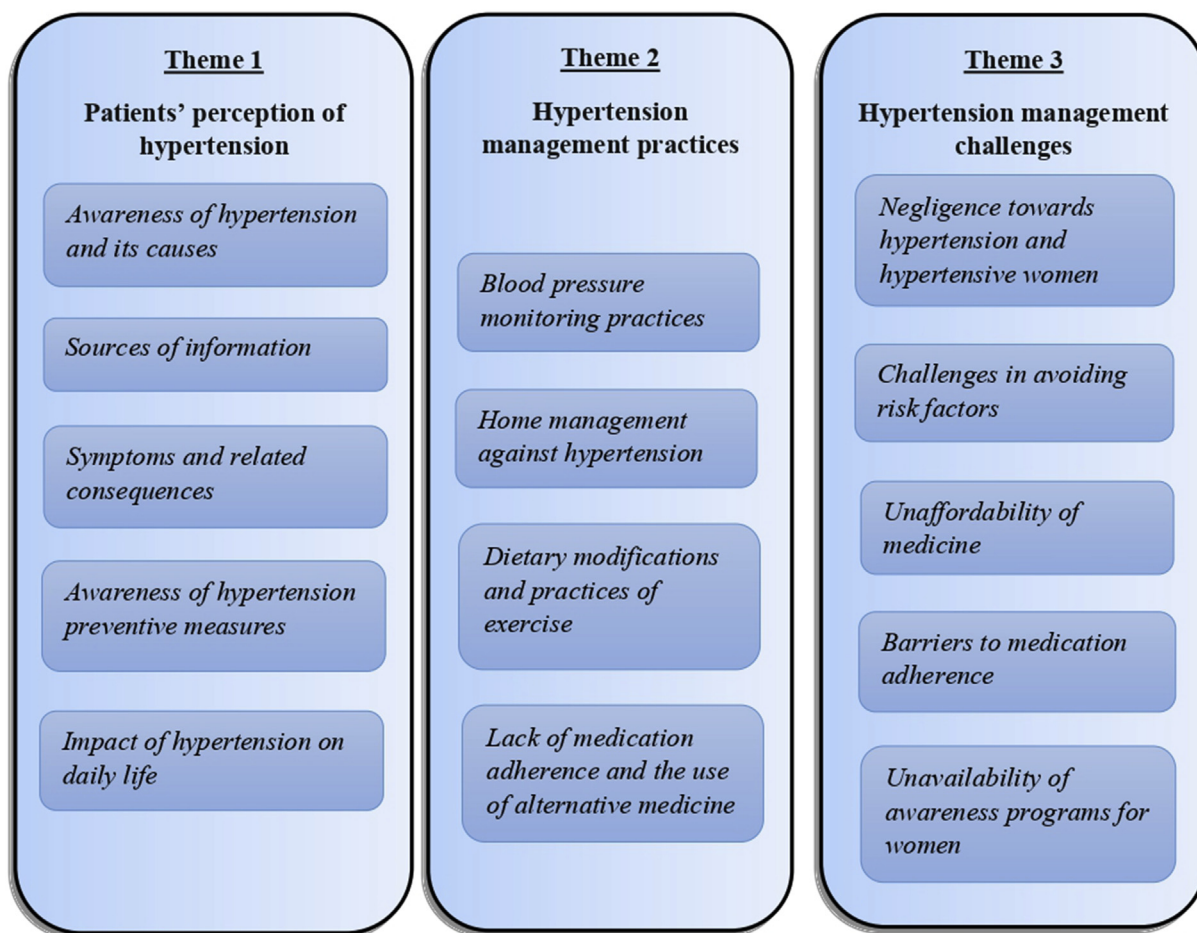 Theme 1
Patients’ perception of
hypertension
Awareness of hypertension
and its causes
Sources of information
Symptoms and related
consequences
Awareness of hypertension
preventive measures
Impact of hypertension on
daily life
Theme 2
Hypertension
management practices
Blood pressure
monitoring practices
Home management
against hypertension
Dietary modifications
and practices of
exercise
Lack of medication
adherence and the use
of alternative medicine
Theme 3
Hypertension management
challenges
Negligence towards
hypertension and
hypertensive women
Challenges in avoiding
risk factors
Unaffordability of
medicine
Barriers to medication
adherence
Unavailability of
awareness programs for
women